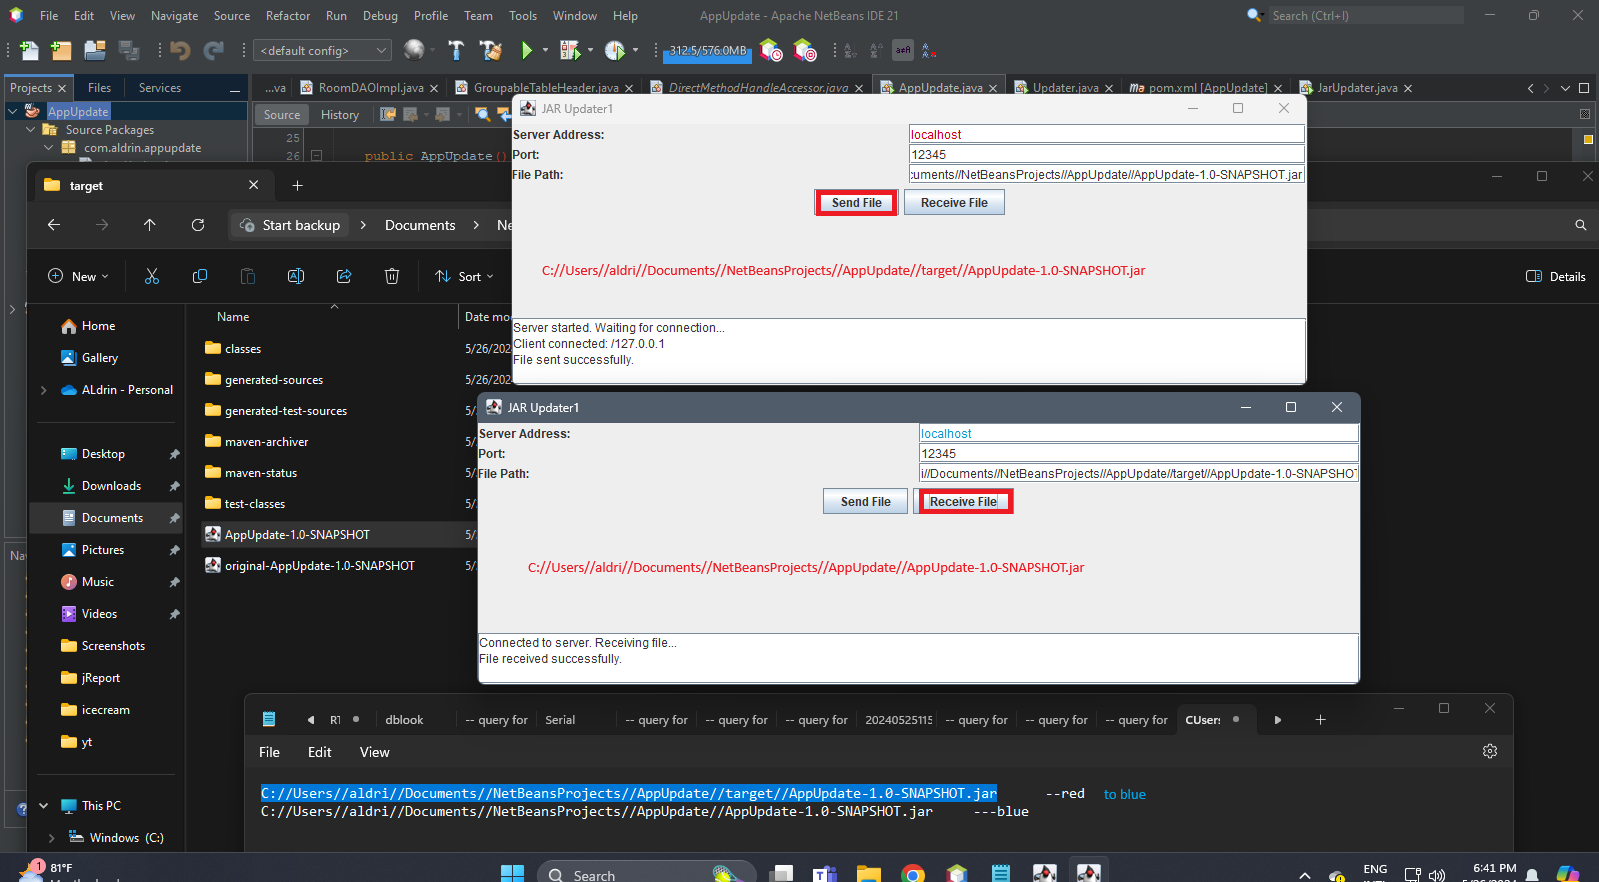 File Edit View Navigate Source Refactor Run Debug Profile Team Tools Window Help AppUpdate - Apache NetBeans IDE 21 Search (Ctrl+I)
<default config> 312.5/576.0MB
Projects Files Services ...va RoomDAOImpl.java GroupableTableHeader.java DirectMethodHandleAccessor.java AppUpdate.java Updater.java pom.xml [AppUpdate] JarUpdater.java
AppUpdate Source History
Source Packages 25
com.aldrin.appupdate 26 public AppUpdate()
JAR Updater1
Server Address: localhost
Port: 12345
File Path: cuments//NetBeansProjects//AppUpdate//AppUpdate-1.0-SNAPSHOT.jar
Send File Receive File
C://Users//aldri//Documents//NetBeansProjects//AppUpdate//target//AppUpdate-1.0-SNAPSHOT.jar
Server started. Waiting for connection...
Client connected: /127.0.0.1
File sent successfully.
target
Start backup Documents Ne
New Sort Details
Name Date mo
Home
Gallery
ALdrin - Personal
Desktop
Downloads
Documents
Pictures
Music
Videos
Screenshots
jReport
icecream
yt
This PC
Windows (C:)
classes 5/26/202
generated-sources 5/26/202
generated-test-sources 5/2
maven-archiver 5/2
maven-status 5/2
test-classes 5/2
AppUpdate-1.0-SNAPSHOT 5/2
original-AppUpdate-1.0-SNAPSHOT 5/2
Na
JAR Updater1
Server Address: localhost
Port: 12345
File Path: i//Documents//NetBeansProjects//AppUpdate//target//AppUpdate-1.0-SNAPSHOT
Send File Receive File
C://Users//aldri//Documents//NetBeansProjects//AppUpdate//AppUpdate-1.0-SNAPSHOT.jar
Connected to server. Receiving file...
File received successfully.
dblook -- query for Serial -- query for -- query for -- query for 20240525115 -- query for -- query for -- query for CUsers
File Edit View
C://Users//aldri//Documents//NetBeansProjects//AppUpdate//target//AppUpdate-1.0-SNAPSHOT.jar --red to blue
C://Users//aldri//Documents//NetBeansProjects//AppUpdate//AppUpdate-1.0-SNAPSHOT.jar ---blue
1 81°F Search ENG 6:41 PM